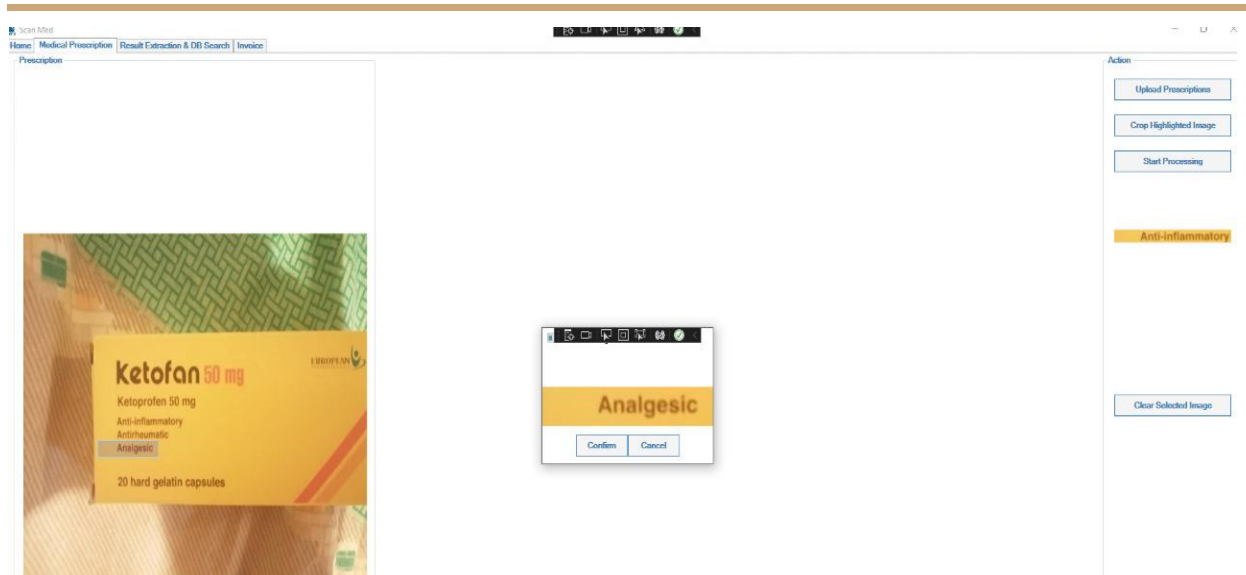 Scan Med
Home Medical Prescription Result Extraction & DB Search Invoice
Prescription
Action
Upload Prescriptions
Crop Highlighted Image
Start Processing
Anti-inflammatory
Clear Selected Image
Ketofan 50 mg
Ketoprofen 50 mg
Anti-inflammatory
Antirheumatic
Analgesic
20 hard gelatin capsules
Analgesic
Confirm Cancel